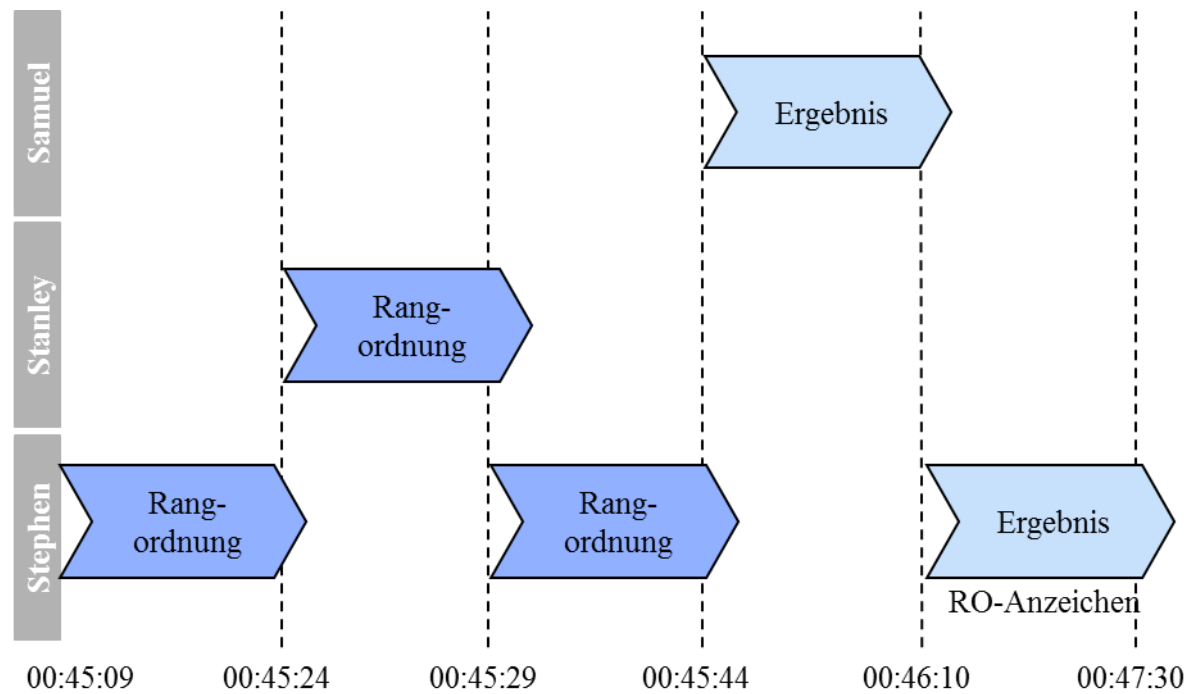 Samuel
Ergebnis
Stanley
Rang-
ordnung
Stephen
Rang-
ordnung
Rang-
ordnung
Ergebnis
RO-Anzeichen
00:45:09 00:45:24 00:45:29 00:45:44 00:46:10 00:47:30